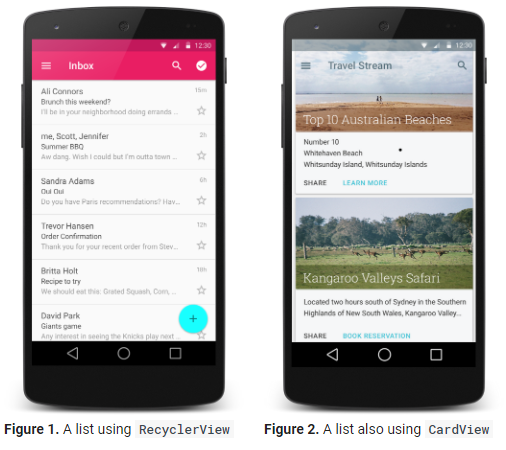 12:30
Inbox
Ali Connors 15m
Brunch this weekend?
I'll be in your neighborhood doing errands ...
me, Scott, Jennifer 2h
Summer BBQ
Aw dang. Wish I could but I'm outta town ...
Sandra Adams 6h
Oui Oui
Do you have Paris recommendations? Hav...
Trevor Hansen 12h
Order Confirmation
Thank you for your recent order from Stev...
Britta Holt 18h
Recipe to try
We should eat this: Grated Squash, Corn, ...
David Park
Giants game
Any interest in seeing the Knicks play next ...
+
Figure 1. A list using RecyclerView
12:30
Travel Stream
Top 10 Australian Beaches
Number 10
Whitehaven Beach
Whitsunday Island, Whitsunday Islands
SHARE LEARN MORE
Kangaroo Valleys Safari
Located two hours south of Sydney in the Southern
Highlands of New South Wales, Kangaroo Valley...
SHARE BOOK RESERVATION
Figure 2. A list also using CardView